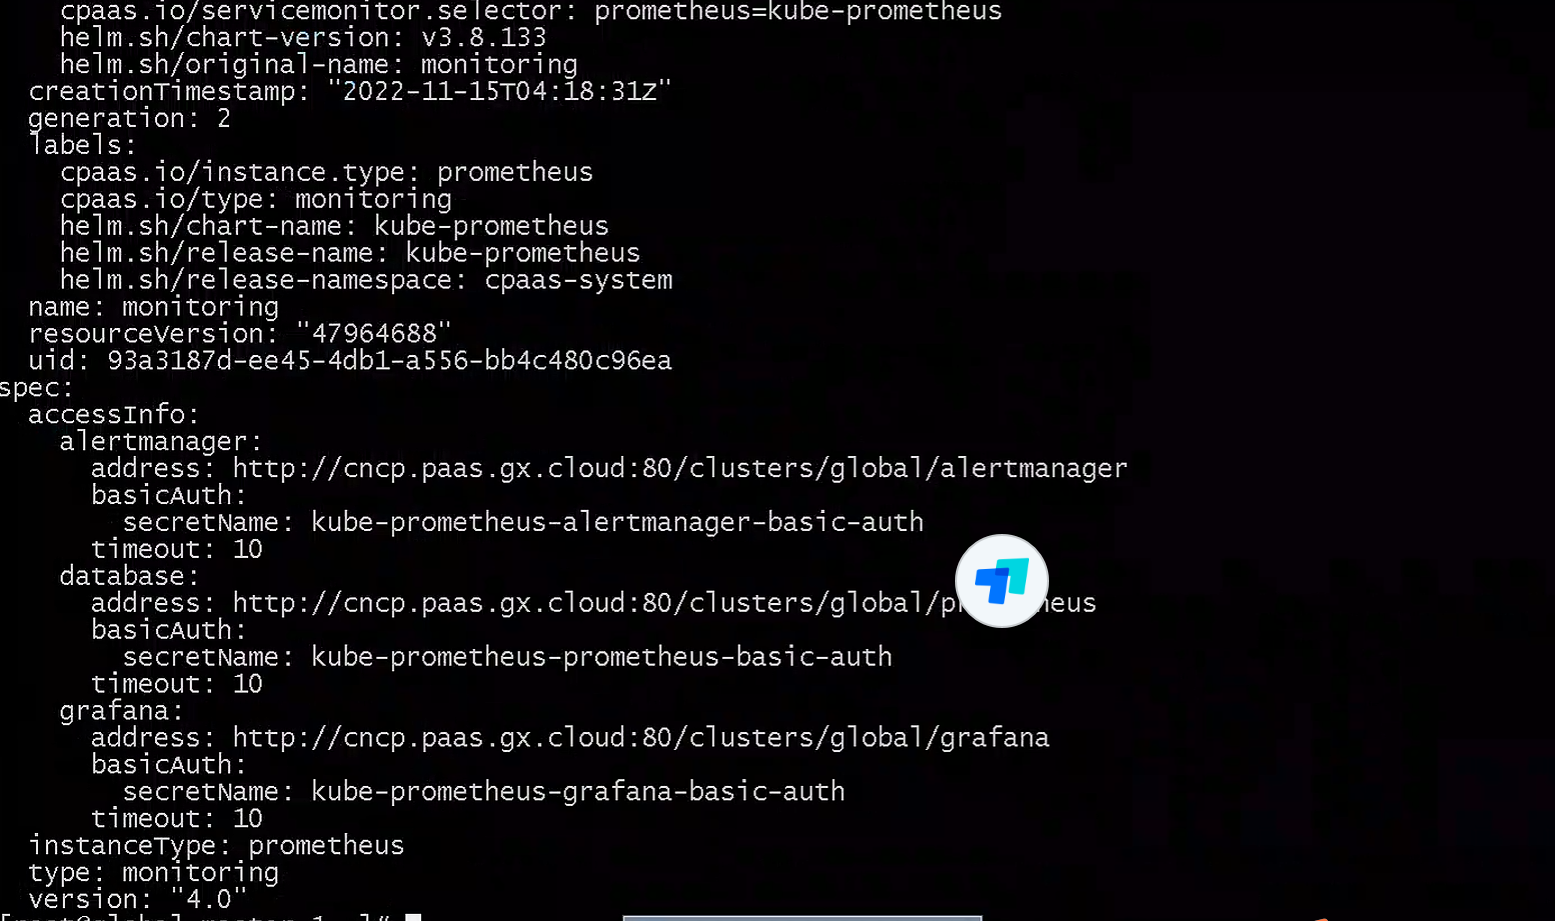 cpaas.io/servicemonitor.selector: prometheus=kube-prometheus
helm.sh/chart-version: v3.8.133
helm.sh/original-name: monitoring
creationTimestamp: "2022-11-15T04:18:31Z"
generation: 2
labels:
cpaas.io/instance.type: prometheus
cpaas.io/type: monitoring
helm.sh/chart-name: kube-prometheus
helm.sh/release-name: kube-prometheus
helm.sh/release-namespace: cpaas-system
name: monitoring
resourceVersion: "47964688"
uid: 93a3187d-ee45-4db1-a556-bb4c480c96ea
spec:
accessInfo:
alertmanager:
address: http://cncp.paas.gx.cloud:80/clusters/global/alertmanager
basicAuth:
secretName: kube-prometheus-alertmanager-basic-auth
timeout: 10
database:
address: http://cncp.paas.gx.cloud:80/clusters/global/
basicAuth:
secretName: kube-prometheus-prometheus-basic-auth
timeout: 10
grafana:
address: http://cncp.paas.gx.cloud:80/clusters/global/grafana
basicAuth:
secretName: kube-prometheus-grafana-basic-auth
timeout: 10
instanceType: prometheus
type: monitoring
version: "4.0"